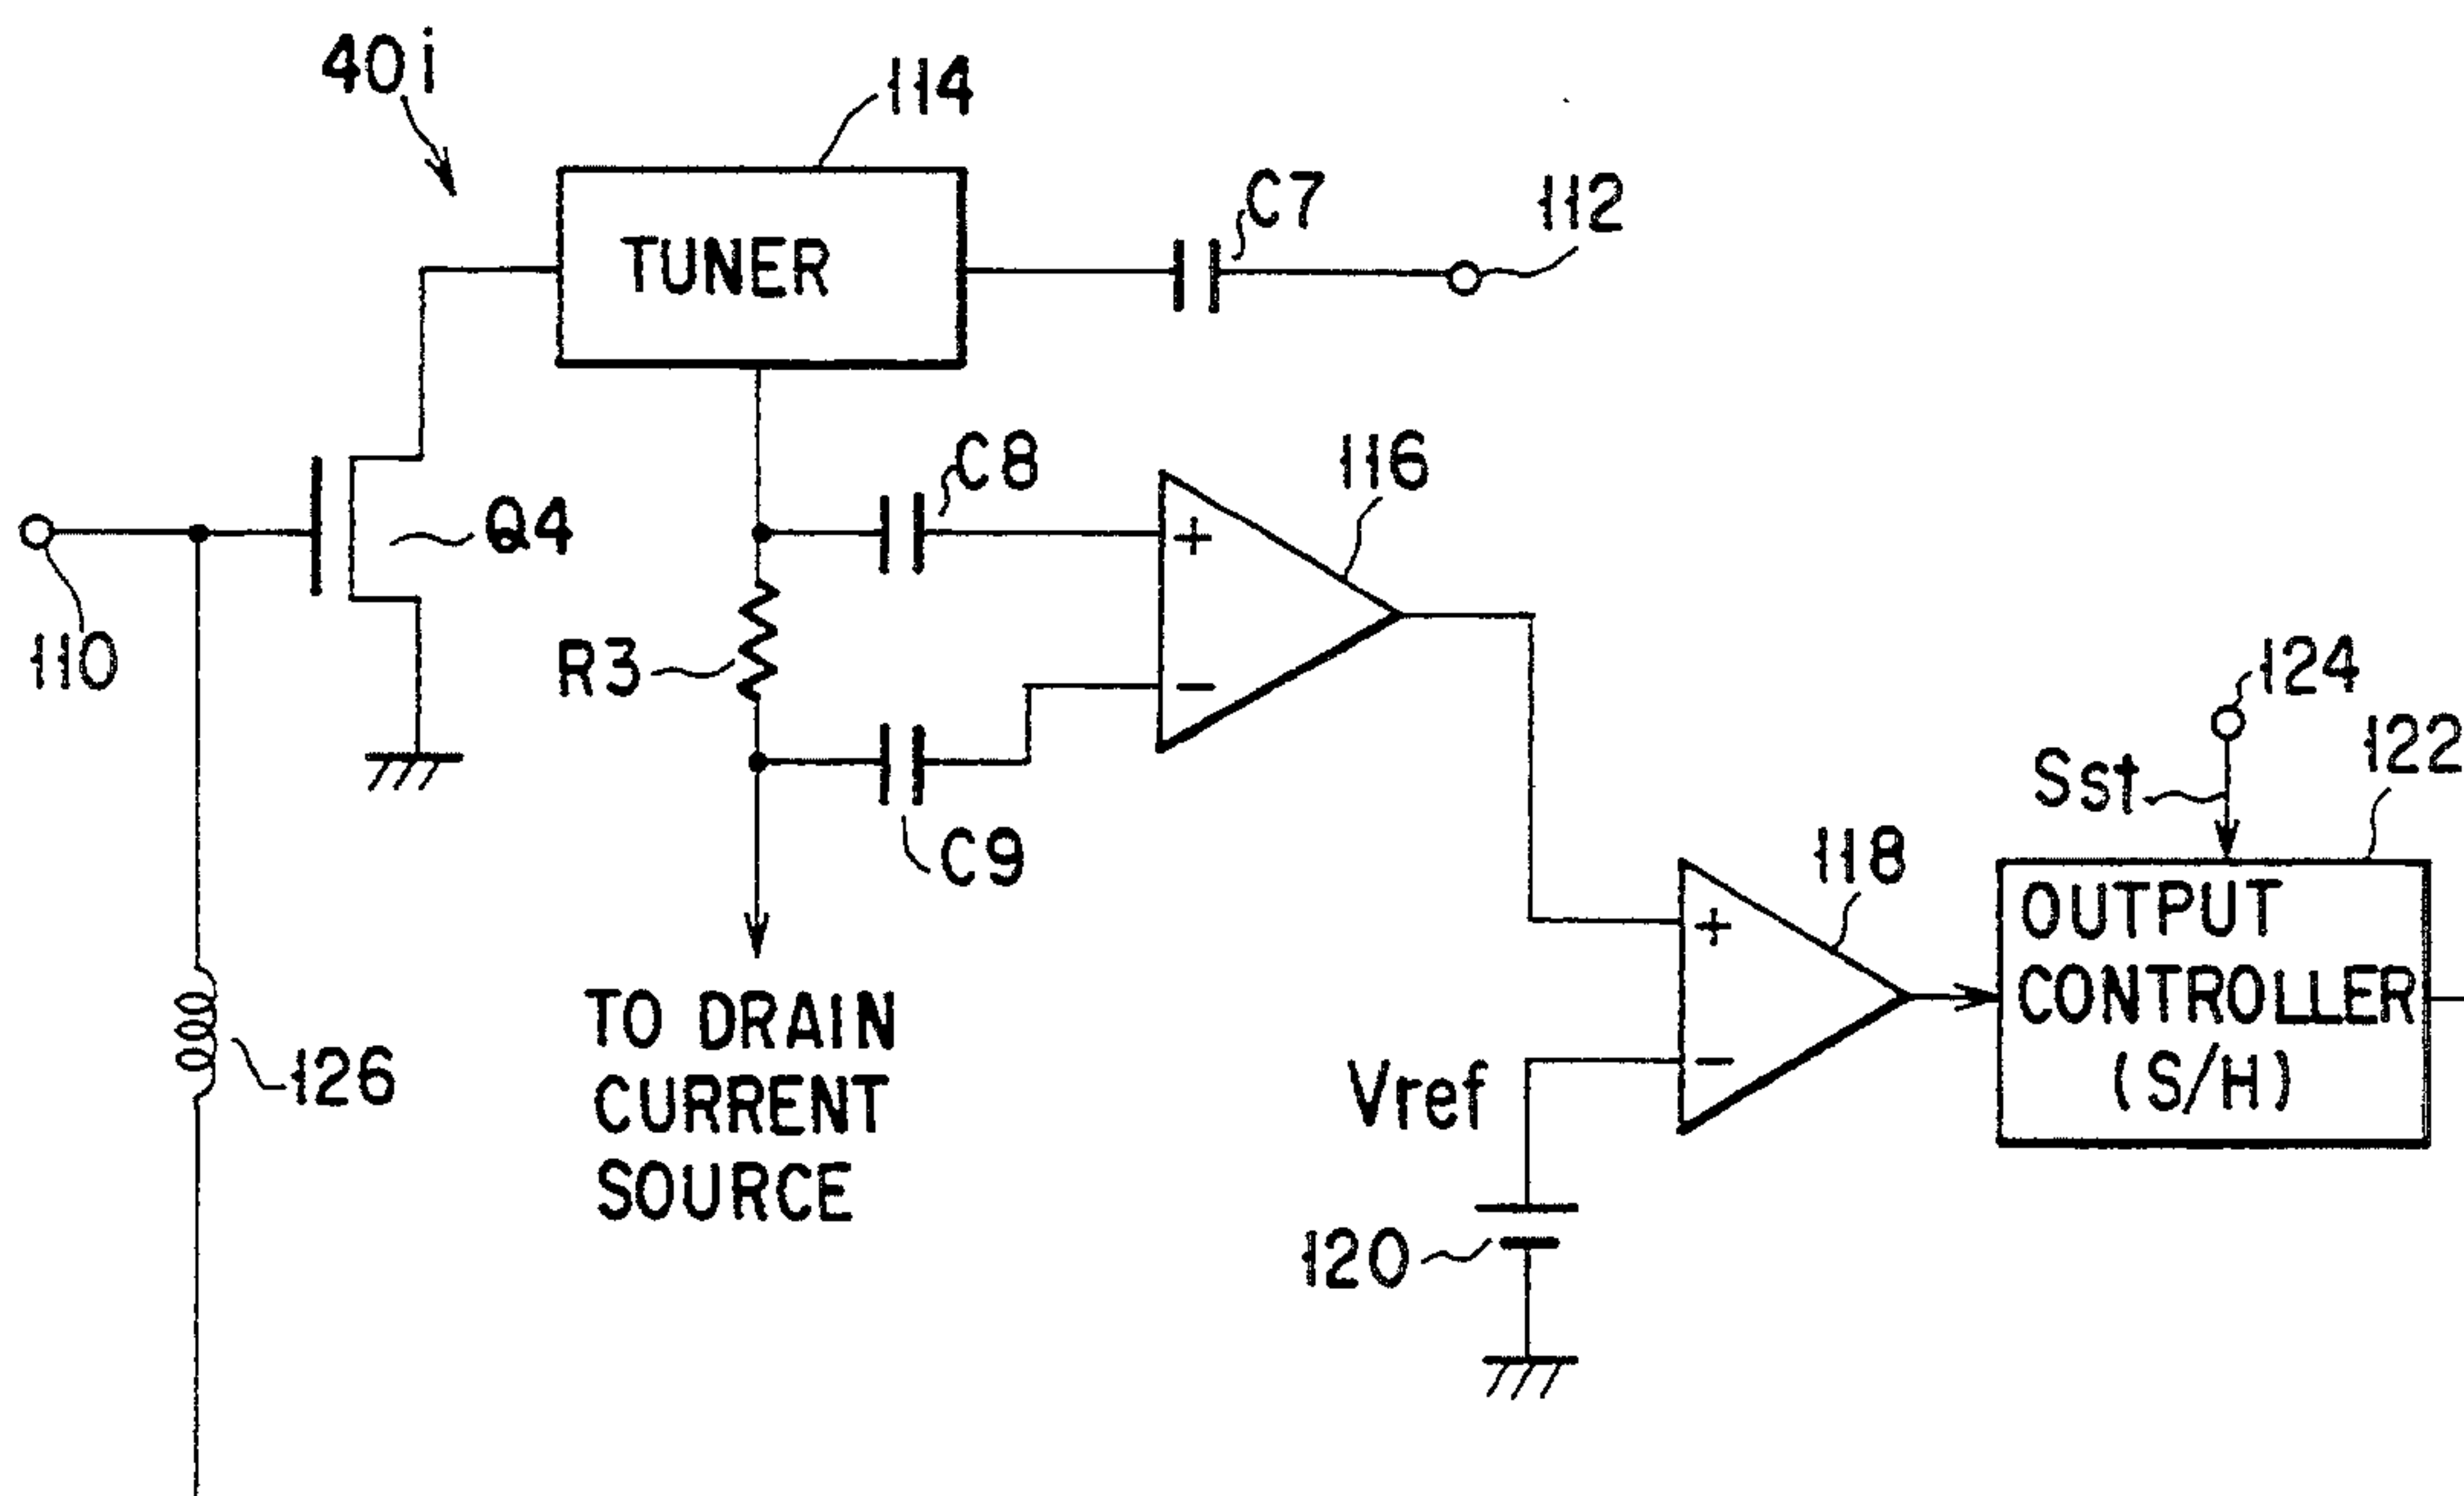 40i
114
TUNER
C7
112
C8
116
Q4
110
R3
+
−
C9
124
Sst
122
118
+
−
OUTPUT
CONTROLLER
(S/H)
TO DRAIN
CURRENT
SOURCE
126
Vref
120